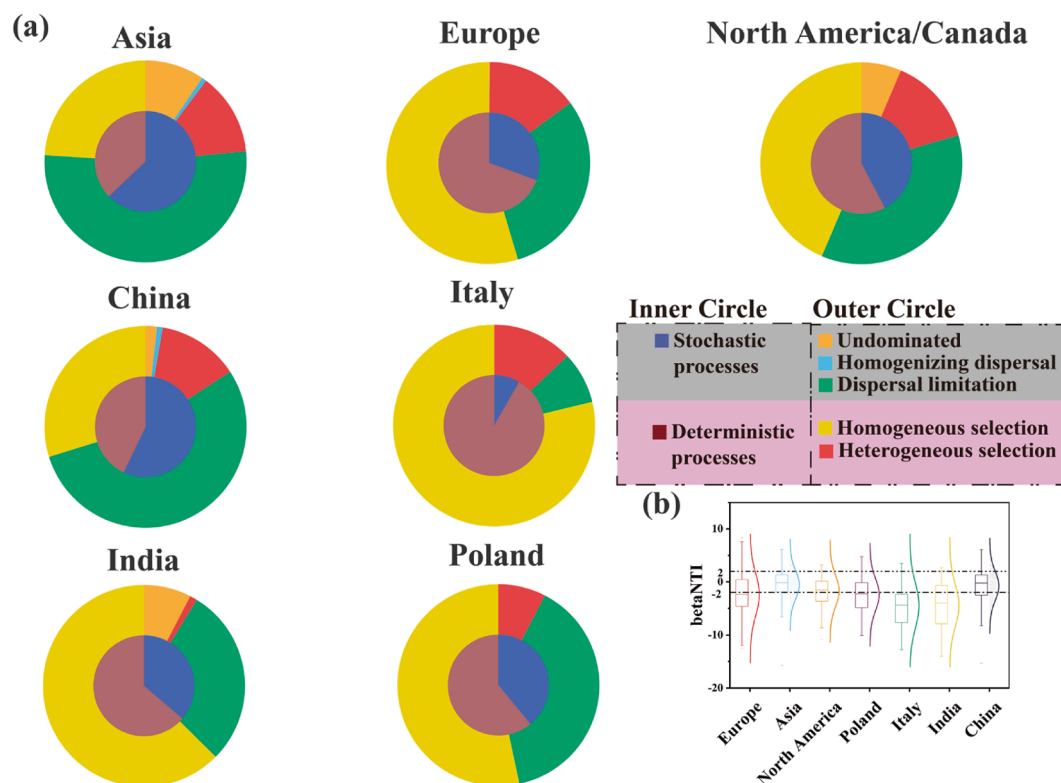 (a)
Asia
Europe
North America/Canada
China
Italy
Inner Circle
Outer Circle
Stochastic
processes
Undominated
Homogenizing dispersal
Dispersal limitation
Deterministic
processes
Homogeneous selection
Heterogeneous selection
India
Poland
(b)
betaNTI
10
2
0
-2
-10
-20
Europe
Asia
North America
Poland
Italy
India
China